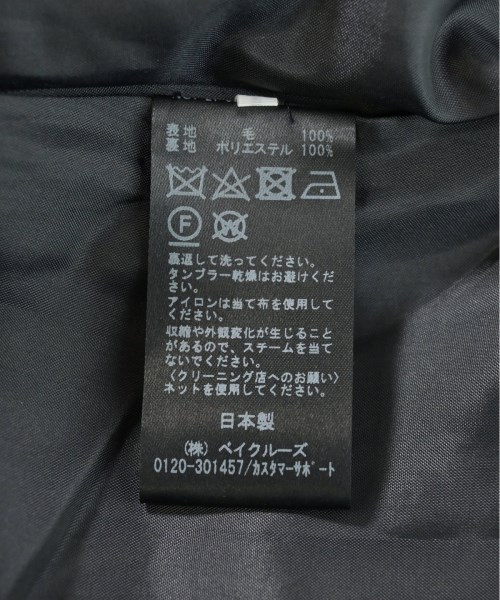 表地 毛 100%
裏地 ポリエステル 100%
F W
裏返して洗ってください。
タンブラー乾燥はお避けくださ
い。
アイロンは当て布を使用して
ください。
収縮や外観変化が生じること
があるので、スチームを当て
ないでください。
〈クリーニング店へのお願い〉
ネットを使用してください。
日本製
(株) ベイクルーズ
0120-301457/カスタマーサポート